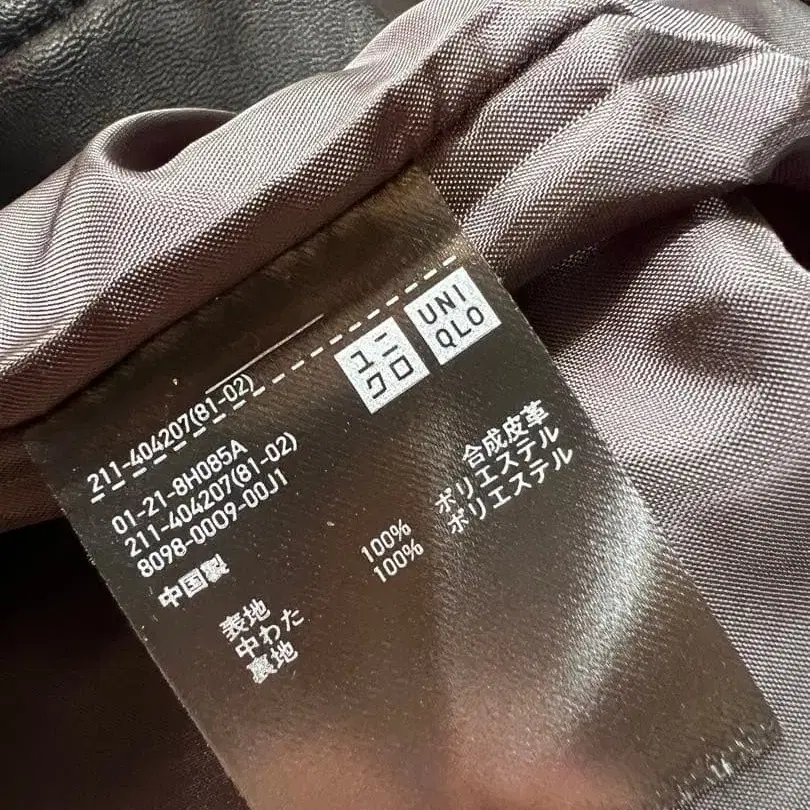 ユニ
クロ
UNI
QLO
211-404207(81-02)
01-21-8H085A
211-404207(81-02)
8098-0009-00J1
中国製
表地 合成皮革
中わた 100% ポリエステル
裏地 100% ポリエステル